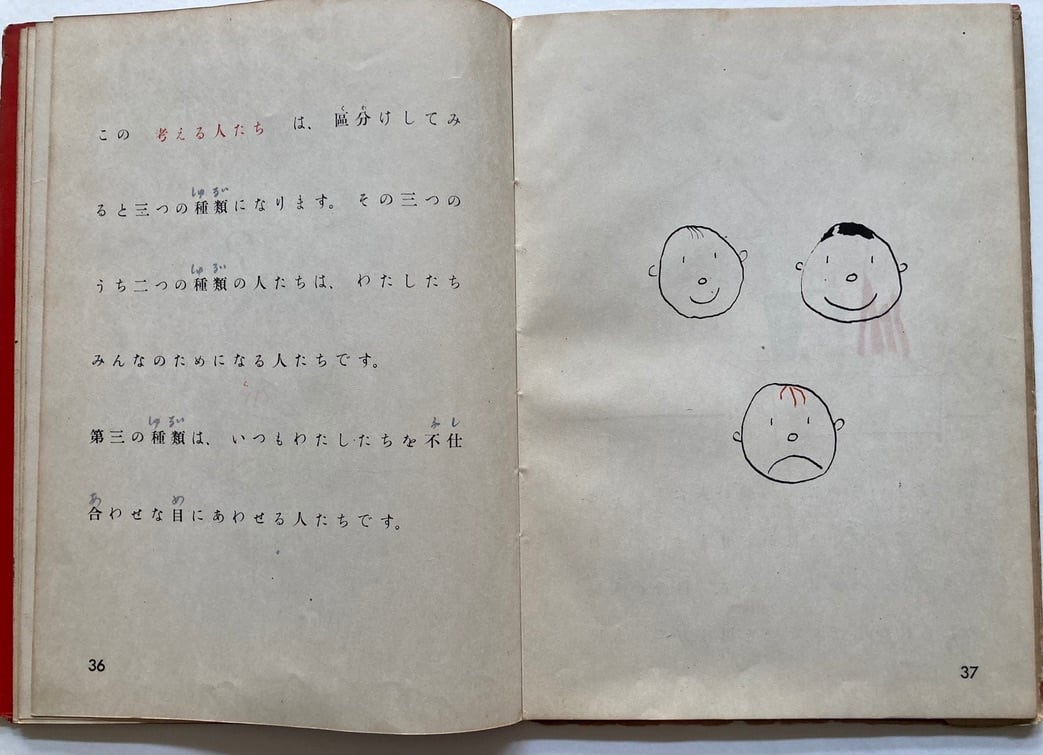 この 考える人たち は、 區分けしてみ
ると三つの種類になります。 その三つの
うち二つの種類の人たちは、 わたしたち
みんなのためになる人たちです。
第三の種類は、 いつもわたしたちを不仕
合わせな目にあわせる人たちです。
36
37